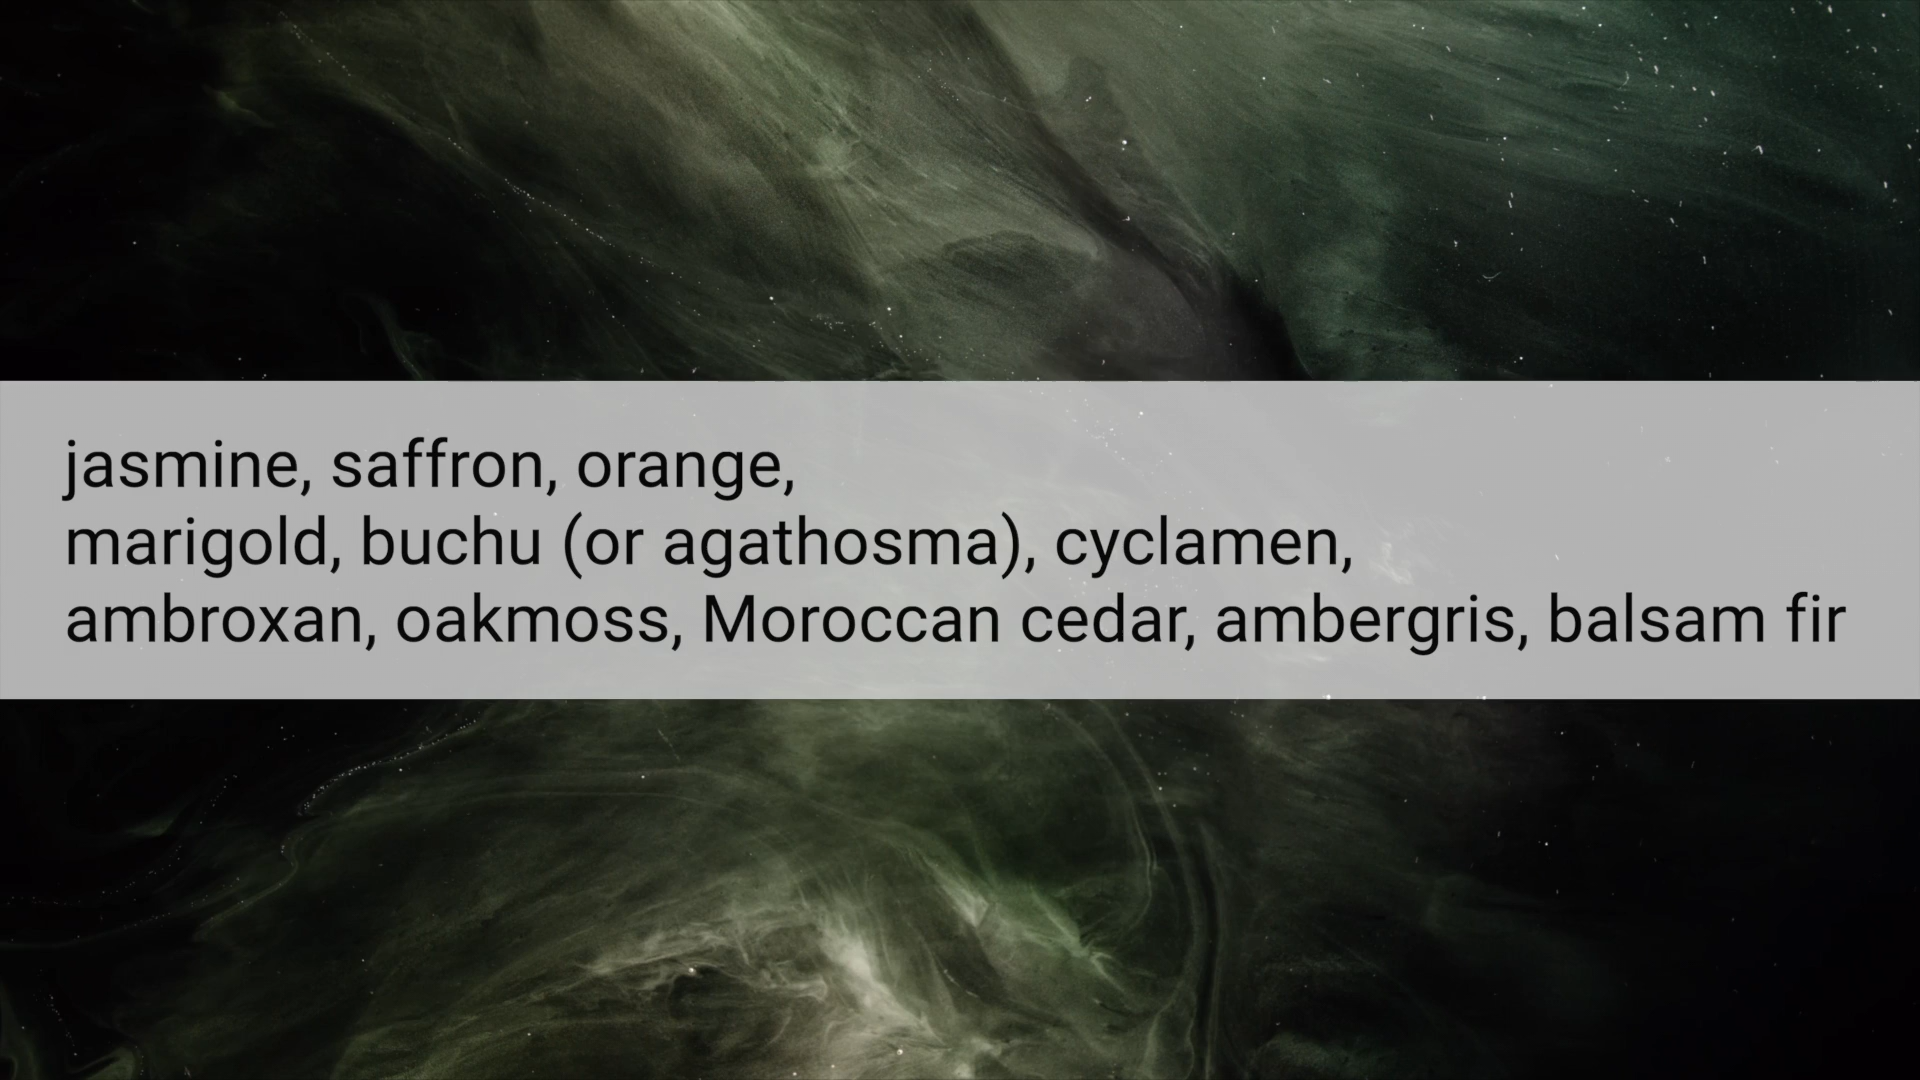 jasmine, saffron, orange,
marigold, buchu (or agathosma), cyclamen,
ambroxan, oakmoss, Moroccan cedar, ambergris, balsam fir